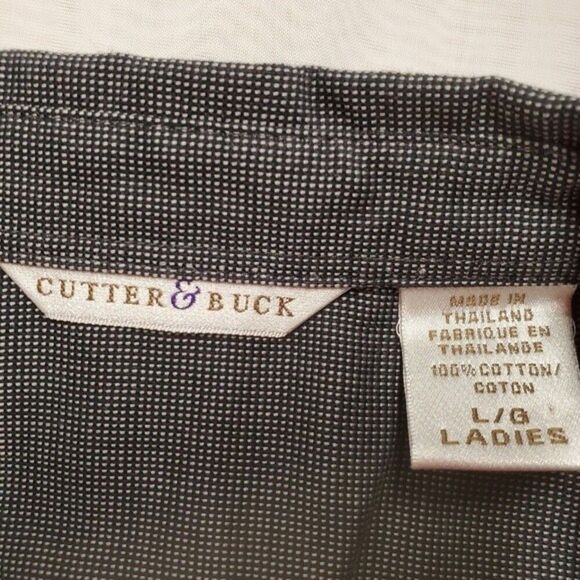 CUTTER & BUCK
MADE IN
THAILAND
FABRIQUE EN
THAILANDE
100% COTTON/
COTON
L/G
LADIES